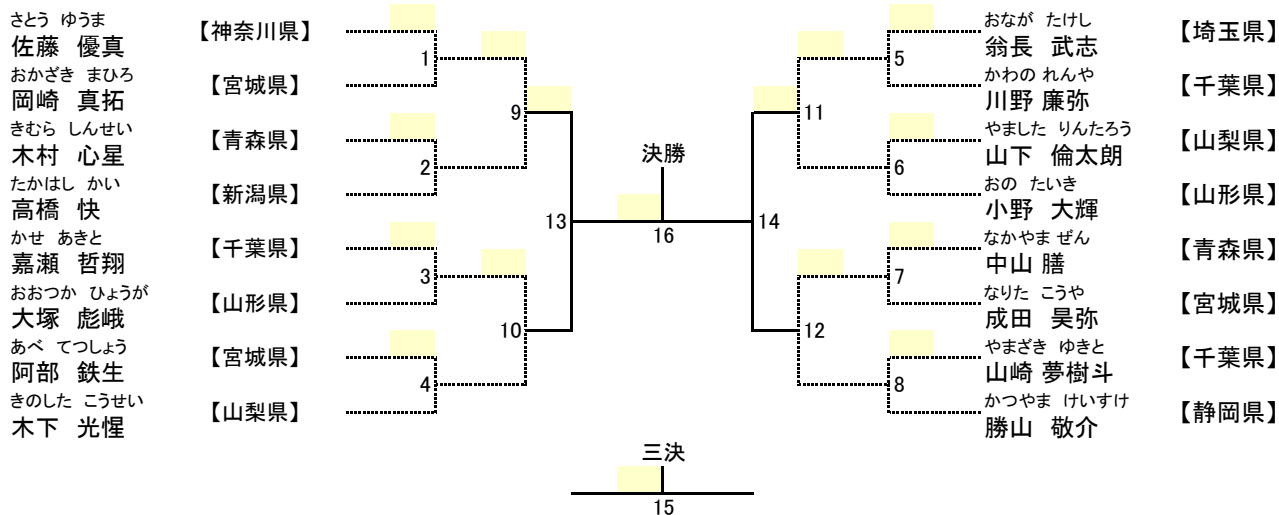 さとう ゆうま
佐藤 優真 【神奈川県】
おかざき まひろ
岡崎 真拓 【宮城県】
きむら しんせい
木村 心星 【青森県】
たかはし かい
高橋 快 【新潟県】
かせ あきと
嘉瀬 哲翔 【千葉県】
おおつか ひょうが
大塚 彪峨 【山形県】
あべ てつしょう
阿部 鉄生 【宮城県】
きのした こうせい
木下 光惺 【山梨県】
1
2
3
4
9
10
13
決勝
16
三決
15
14
11
12
5
6
7
8
おなが たけし
翁長 武志 【埼玉県】
かわの れんや
川野 廉弥 【千葉県】
やました りんたろう
山下 倫太朗 【山梨県】
おの たいき
小野 大輝 【山形県】
なかやま ぜん
中山 膳 【青森県】
なりた こうや
成田 昊弥 【宮城県】
やまざき ゆきと
山崎 夢樹斗 【千葉県】
かつやま けいすけ
勝山 敬介 【静岡県】